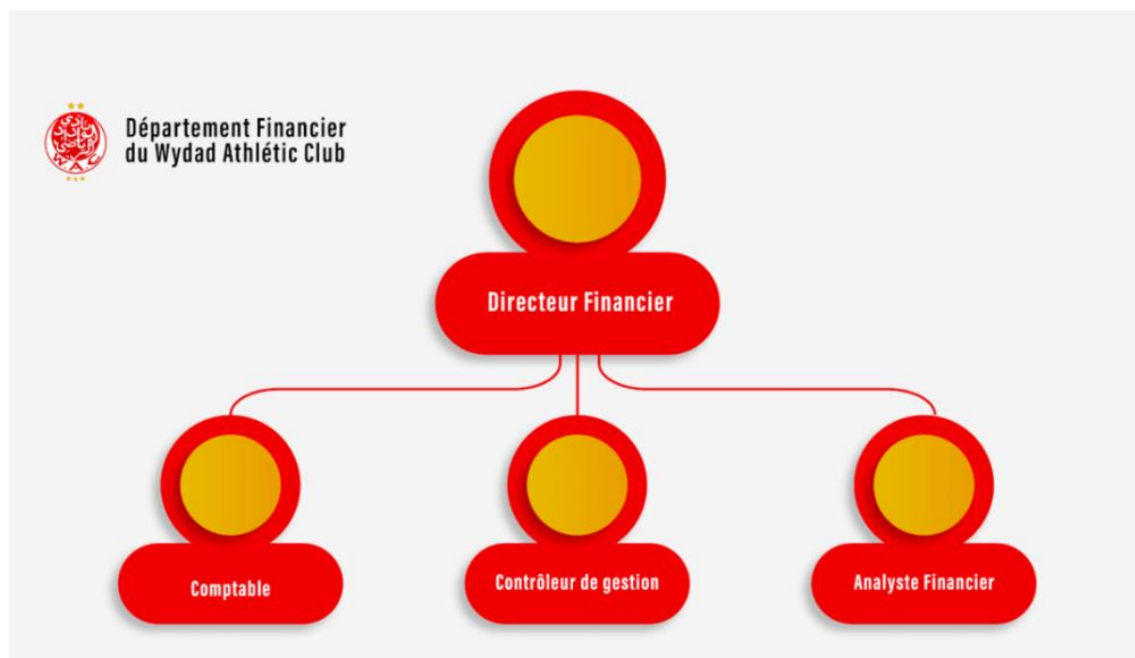 W.A.C
Département Financier
du Wydad Athlétic Club
Directeur Financier
Comptable
Contrôleur de gestion
Analyste Financier